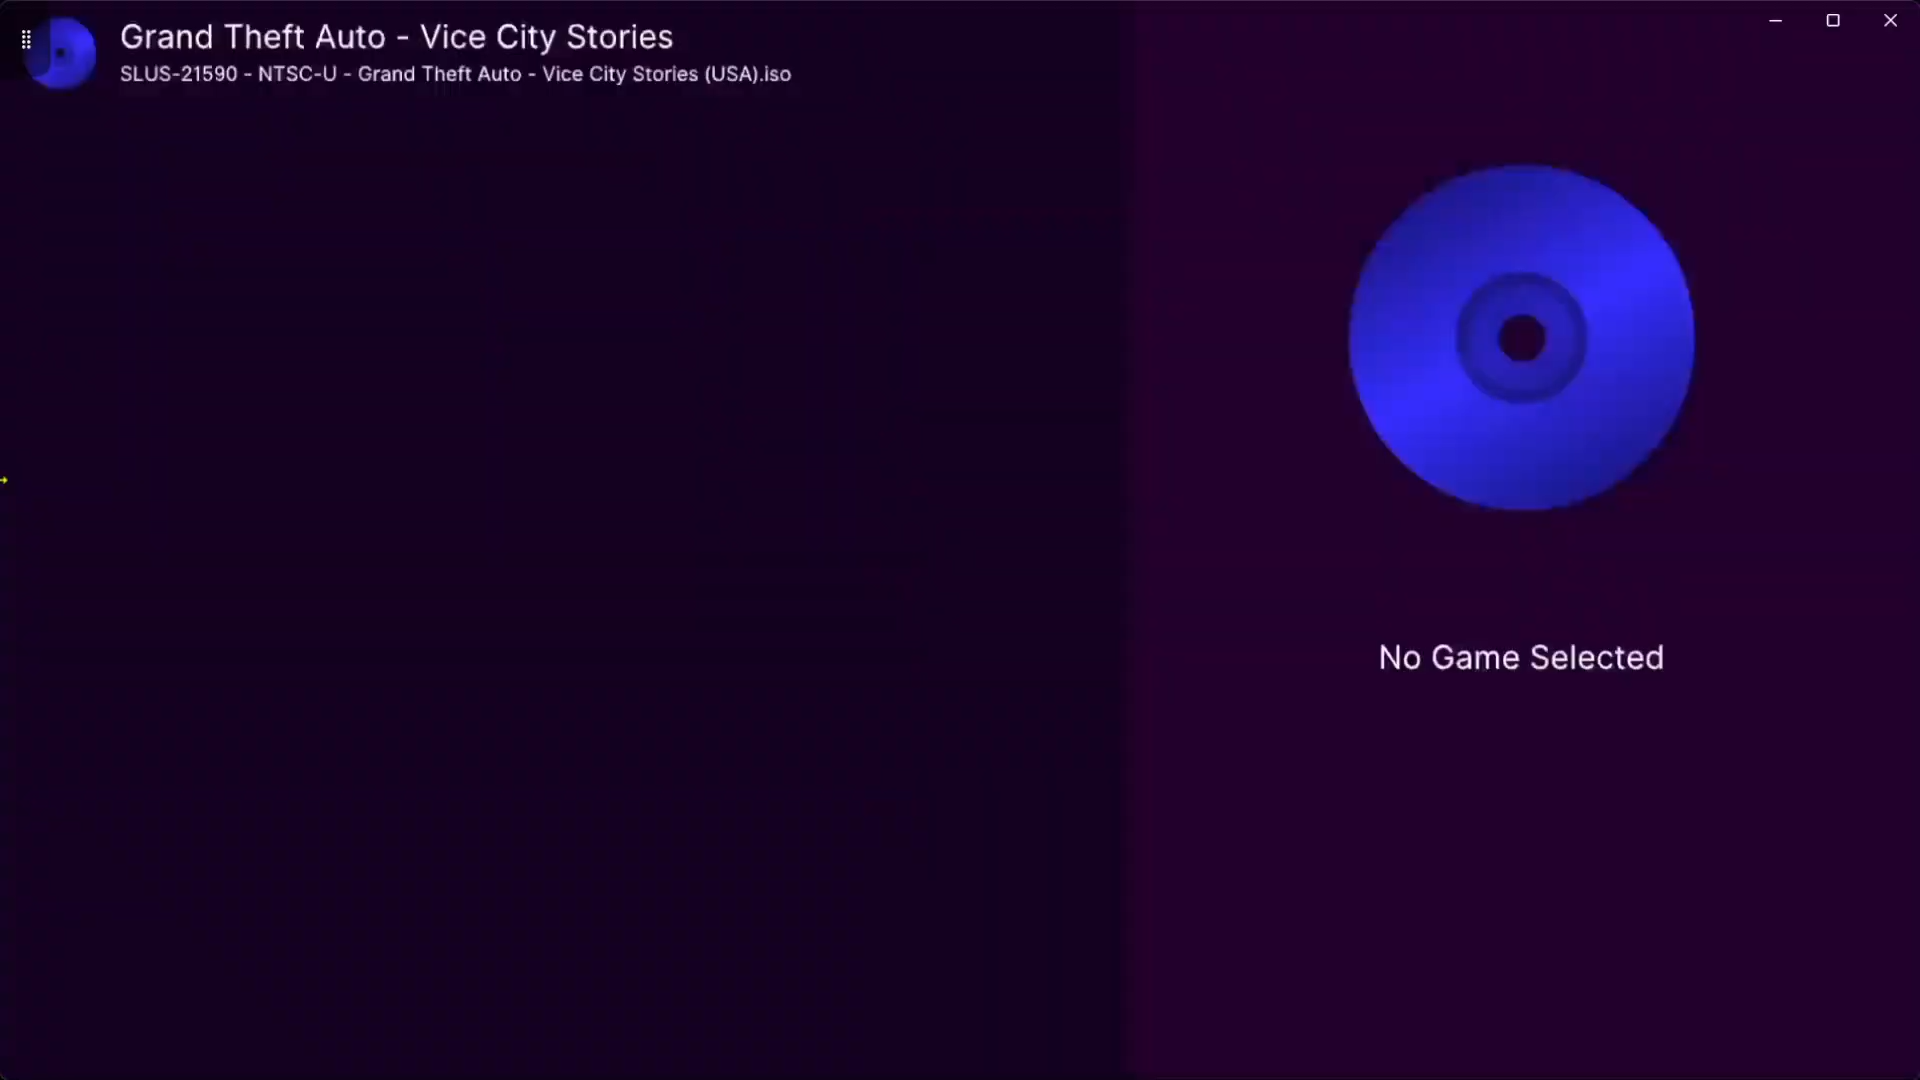 Grand Theft Auto - Vice City Stories
SLUS-21590 - NTSC-U - Grand Theft Auto - Vice City Stories (USA).iso
No Game Selected